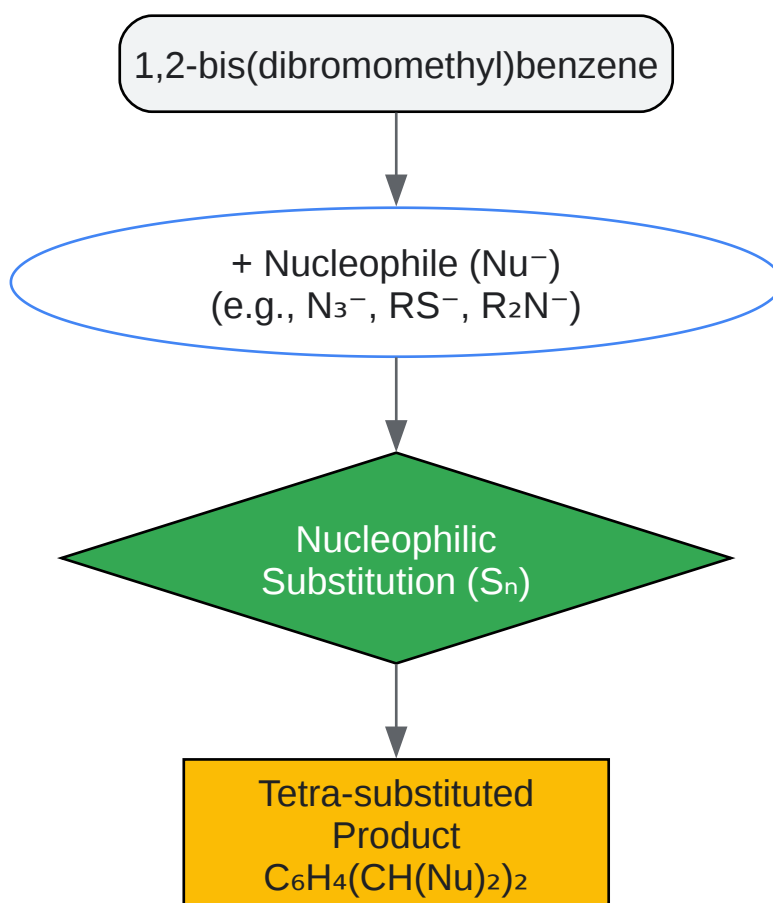 1,2-bis(dibromomethyl)benzene
+ Nucleophile (Nu⁻)
(e.g., N₃⁻, RS⁻, R₂N⁻)
Nucleophilic
Substitution (Sₙ)
Tetra-substituted
Product
C₆H₄(CH(Nu)₂)₂